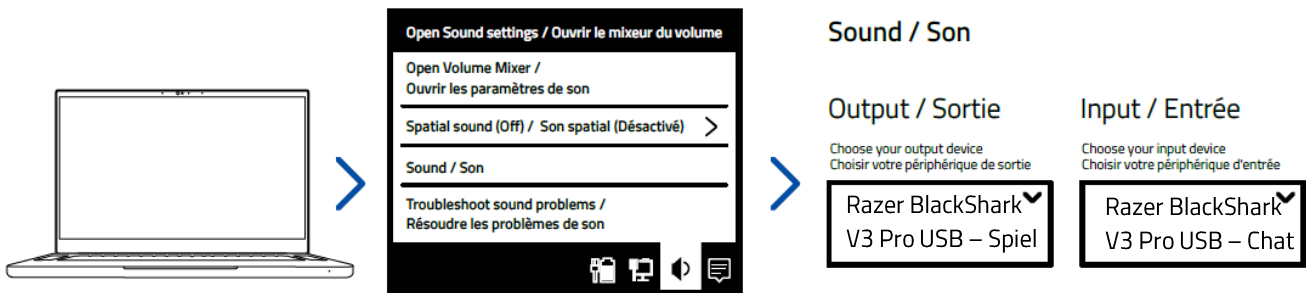 Open Sound settings / Ouvrir le mixeur du volume
Open Volume Mixer /
Ouvrir les paramètres de son
Spatial sound (Off) / Son spatial (Désactivé)
Sound / Son
Troubleshoot sound problems /
Résoudre les problèmes de son
Sound / Son
Output / Sortie
Choose your output device
Choisir votre périphérique de sortie
Razer BlackShark
V3 Pro USB – Spiel
Input / Entrée
Choose your input device
Choisir votre périphérique d'entrée
Razer BlackShark
V3 Pro USB – Chat